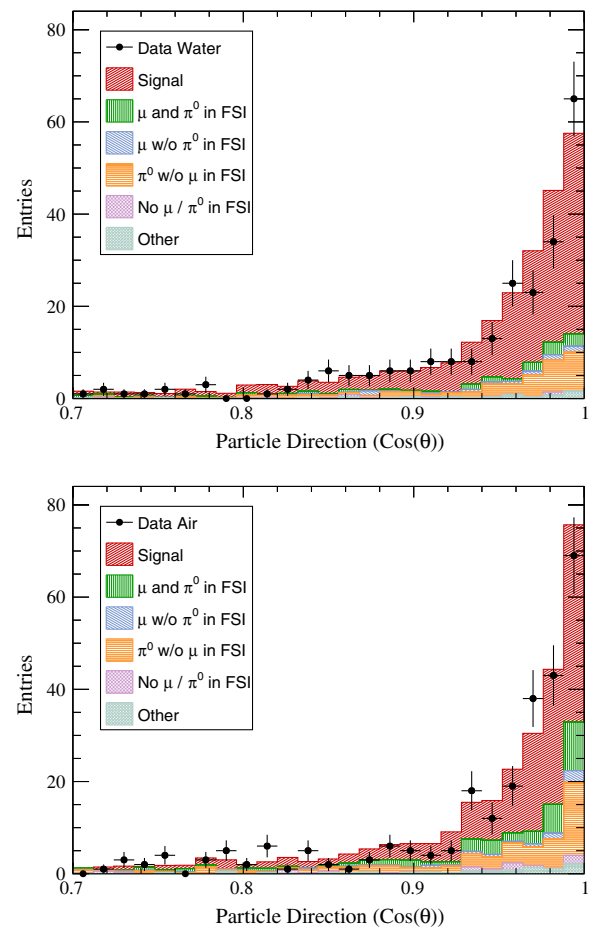 80
60
40
20
0
Entries
Data Water
Signal
μ and π⁰ in FSI
μ w/o π⁰ in FSI
π⁰ w/o μ in FSI
No μ / π⁰ in FSI
Other
0.7 0.8 0.9 1
Particle Direction (Cos(θ))
80
60
40
20
0
Entries
Data Air
Signal
μ and π⁰ in FSI
μ w/o π⁰ in FSI
π⁰ w/o μ in FSI
No μ / π⁰ in FSI
Other
0.7 0.8 0.9 1
Particle Direction (Cos(θ))